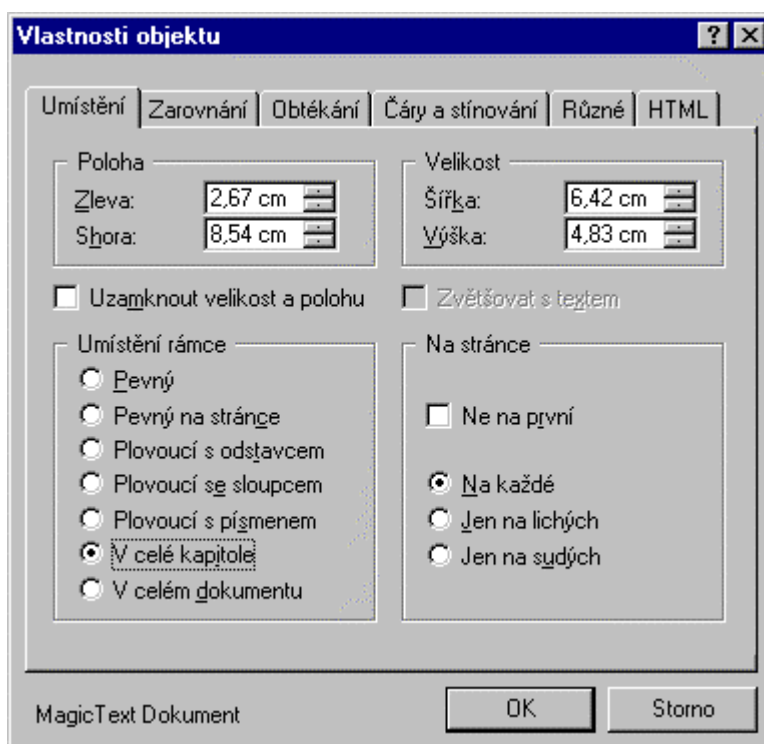 Vlastnosti objektu
Umístění Zarovnání Obtékání Čáry a stínování Různé HTML
Poloha
Zleva: 2,67 cm
Shora: 8,54 cm
Velikost
Šířka: 6,42 cm
Výška: 4,83 cm
Uzamknout velikost a polohu
Zvětšovat s textem
Umístění rámce
Pevný
Pevný na stránce
Plovoucí s odstavcem
Plovoucí se sloupcem
Plovoucí s písmenem
V celé kapitole
V celém dokumentu
Na stránce
Ne na první
Na každé
Jen na lichých
Jen na sudých
MagicText Dokument
OK
Storno